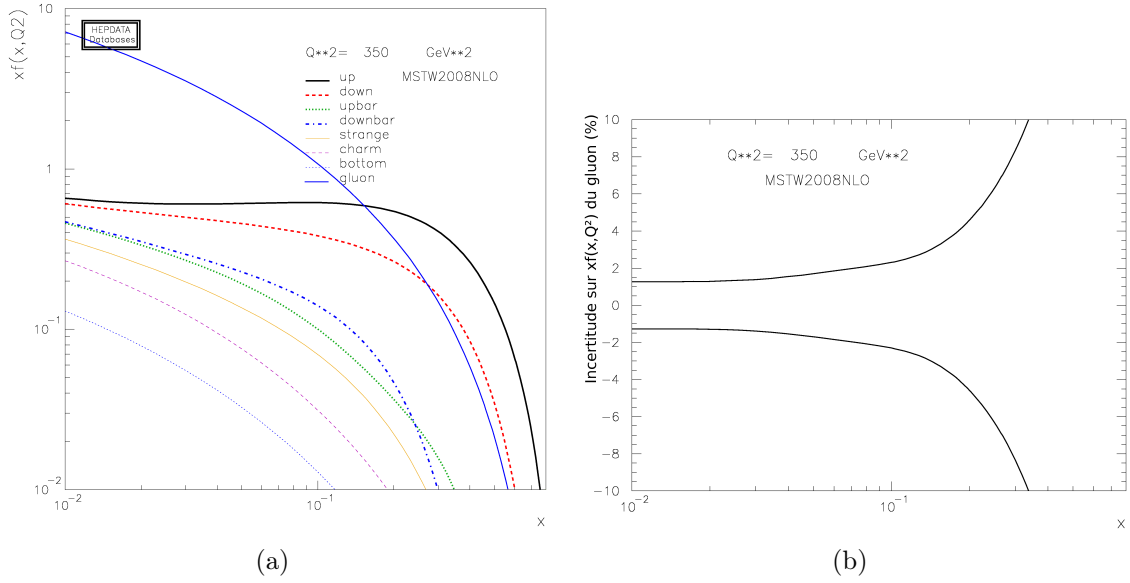 xf(x,Q2)
10
1
10⁻¹
10⁻²
HEPDATA
Databases
Q**2= 350 GeV**2
up MSTW2008NLO
down
upbar
downbar
strange
charm
bottom
gluon
10⁻² 10⁻¹
x
(a)
Incertitude sur xf(x,Q²) du gluon (%)
10
8
6
4
2
0
-2
-4
-6
-8
-10
Q**2= 350 GeV**2
MSTW2008NLO
10⁻² 10⁻¹
x
(b)